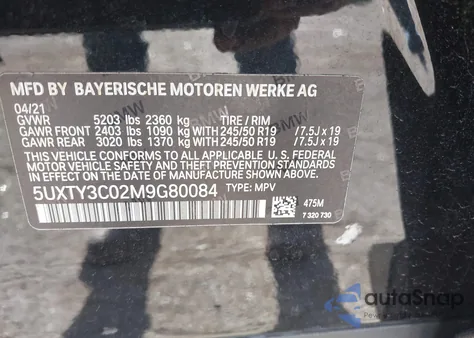 MFD BY BAYERISCHE MOTOREN WERKE AG
04/21
GVWR 5203 lbs 2360 kg TIRE / RIM
GAWR FRONT 2403 lbs 1090 kg WITH 245/50 R19 /7.5J x 19
GAWR REAR 3020 lbs 1370 kg WITH 245/50 R19 /7.5J x 19
THIS VEHICLE CONFORMS TO ALL APPLICABLE U.S. FEDERAL
MOTOR VEHICLE SAFETY AND THEFT PREVENTION STANDARDS
IN EFFECT ON THE DATE OF MANUFACTURE SHOWN ABOVE.
5UXTY3C02M9G80084 TYPE: MPV
475M
7 320 730
autoSnap